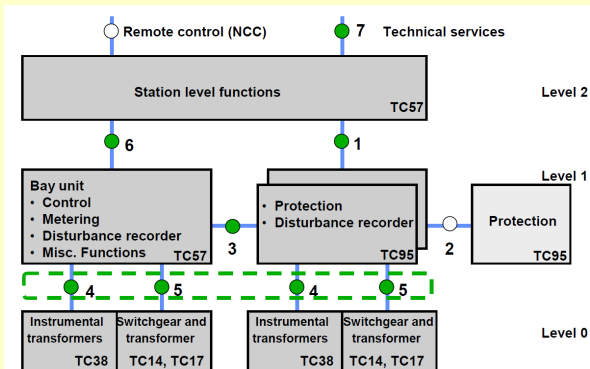 Remote control (NCC)
7 Technical services
Station level functions
TC57
Level 2
6
1
Level 1
Bay unit
• Control
• Metering
• Disturbance recorder
• Misc. Functions
TC57
3
• Protection
• Disturbance recorder
TC95
2
Protection
TC95
4
5
4
5
Instrumental
transformers
TC38
Switchgear and
transformer
TC14, TC17
Instrumental
transformers
TC38
Switchgear and
transformer
TC14, TC17
Level 0